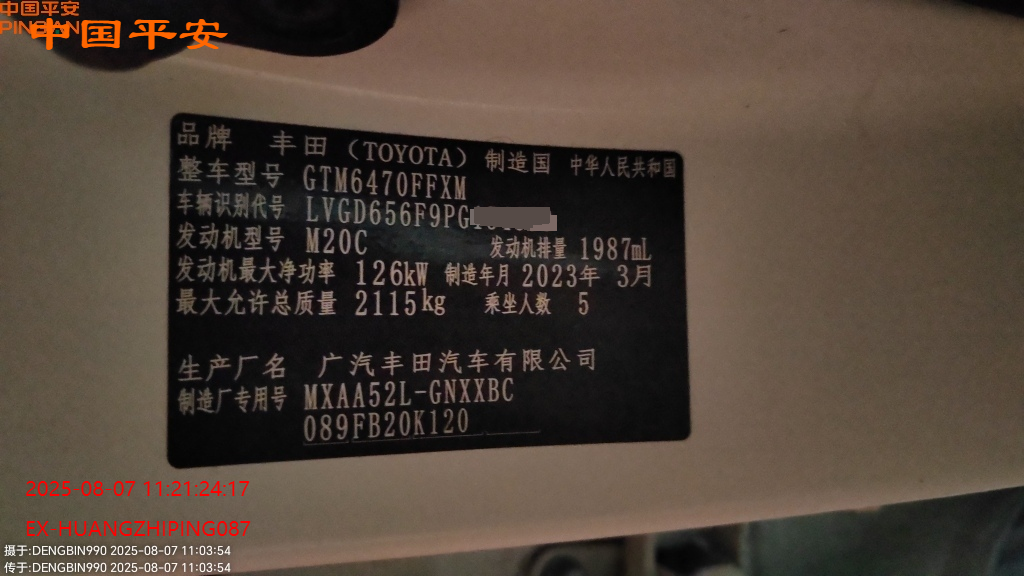 中国平安
中国平安
品牌 丰田（TOYOTA） 制造国 中华人民共和国
整车型号 GTM6470FFXM
车辆识别代号 LVGD656F9PG
发动机型号 M20C 发动机排量 1987mL
发动机最大净功率 126kW 制造年月 2023年 3月
最大允许总质量 2115kg 乘坐人数 5
生产厂名 广汽丰田汽车有限公司
制造厂专用号 MXAA52L-GNXXBC
089FB20K120
2025-08-07 11:21:24:17
EX_HUANGZHIPING087
摄于:DENGBIN990 2025-08-07 11:03:54
传于:DENGBIN990 2025-08-07 11:03:54